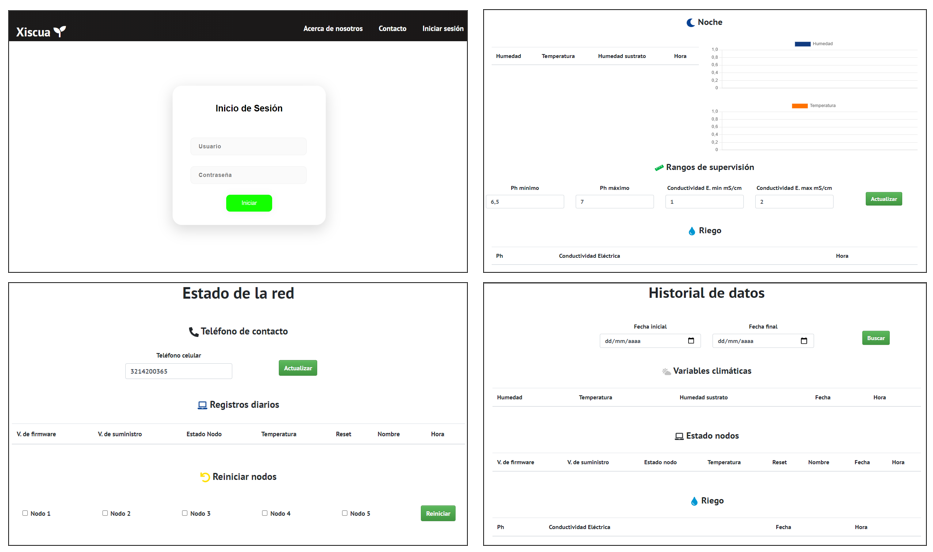 Xiscua
Acerca de nosotros Contacto Iniciar sesión
Inicio de Sesión
Usuario
Contraseña
Iniciar
Noche
Humedad Temperatura Humedad sustrato Hora
Humedad
1,0
0,8
0,6
0,4
0,2
0
Temperatura
1,0
0,8
0,6
0,4
0,2
0
Rangos de supervisión
Ph mínimo Ph máximo Conductividad E. min mS/cm Conductividad E. max mS/cm
6,5 7 1 2 Actualizar
Riego
Ph Conductividad Eléctrica Hora
Estado de la red
Teléfono de contacto
Teléfono celular
3214200365 Actualizar
Registros diarios
V. de firmware V. de suministro Estado Nodo Temperatura Reset Nombre Hora
Reiniciar nodos
Nodo 1 Nodo 2 Nodo 3 Nodo 4 Nodo 5 Reiniciar
Historial de datos
Fecha inicial Fecha final
dd/mm/aaaa dd/mm/aaaa Buscar
Variables climáticas
Humedad Temperatura Humedad sustrato Fecha Hora
Estado nodos
V. de firmware V. de suministro Estado nodo Temperatura Reset Nombre Fecha Hora
Riego
Ph Conductividad Eléctrica Fecha Hora